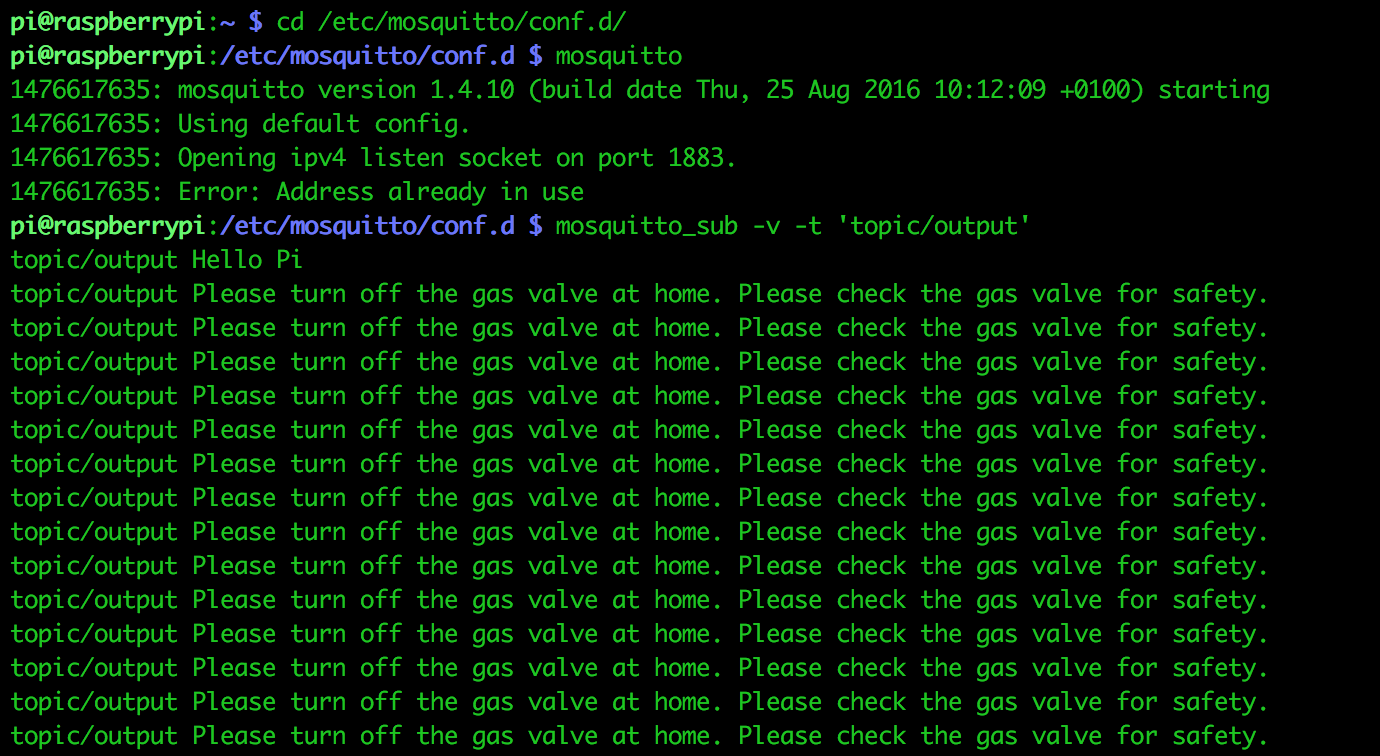 pi@raspberrypi:~ $ cd /etc/mosquitto/conf.d/
pi@raspberrypi:/etc/mosquitto/conf.d $ mosquitto
1476617635: mosquitto version 1.4.10 (build date Thu, 25 Aug 2016 10:12:09 +0100) starting
1476617635: Using default config.
1476617635: Opening ipv4 listen socket on port 1883.
1476617635: Error: Address already in use
pi@raspberrypi:/etc/mosquitto/conf.d $ mosquitto_sub -v -t 'topic/output'
topic/output Hello Pi
topic/output Please turn off the gas valve at home. Please check the gas valve for safety.
topic/output Please turn off the gas valve at home. Please check the gas valve for safety.
topic/output Please turn off the gas valve at home. Please check the gas valve for safety.
topic/output Please turn off the gas valve at home. Please check the gas valve for safety.
topic/output Please turn off the gas valve at home. Please check the gas valve for safety.
topic/output Please turn off the gas valve at home. Please check the gas valve for safety.
topic/output Please turn off the gas valve at home. Please check the gas valve for safety.
topic/output Please turn off the gas valve at home. Please check the gas valve for safety.
topic/output Please turn off the gas valve at home. Please check the gas valve for safety.
topic/output Please turn off the gas valve at home. Please check the gas valve for safety.
topic/output Please turn off the gas valve at home. Please check the gas valve for safety.
topic/output Please turn off the gas valve at home. Please check the gas valve for safety.
topic/output Please turn off the gas valve at home. Please check the gas valve for safety.
topic/output Please turn off the gas valve at home. Please check the gas valve for safety.